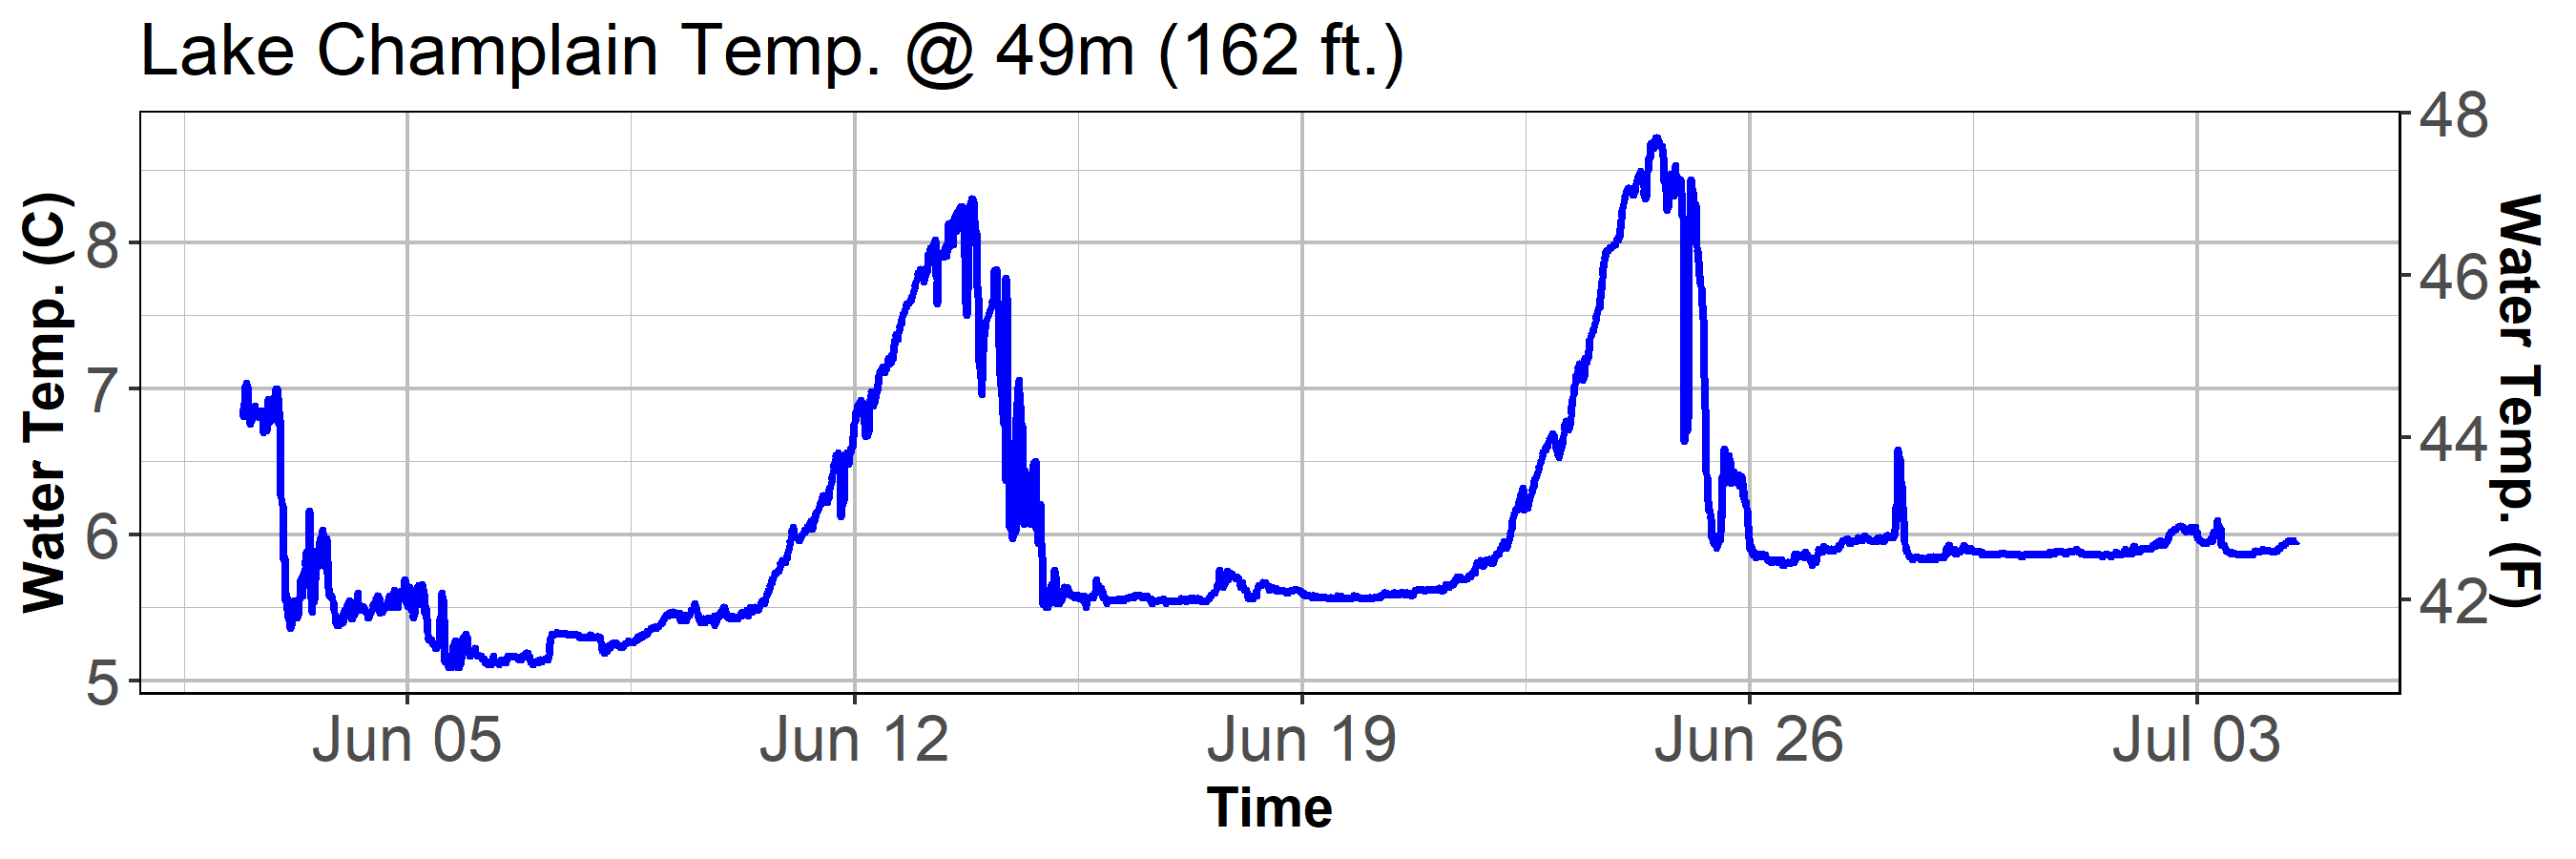 Lake Champlain Temp. @ 49m (162 ft.)
Water Temp. (C)
8
7
6
5
48
46
44
42
Water Temp. (F)
Jun 05 Jun 12 Jun 19 Jun 26 Jul 03
Time